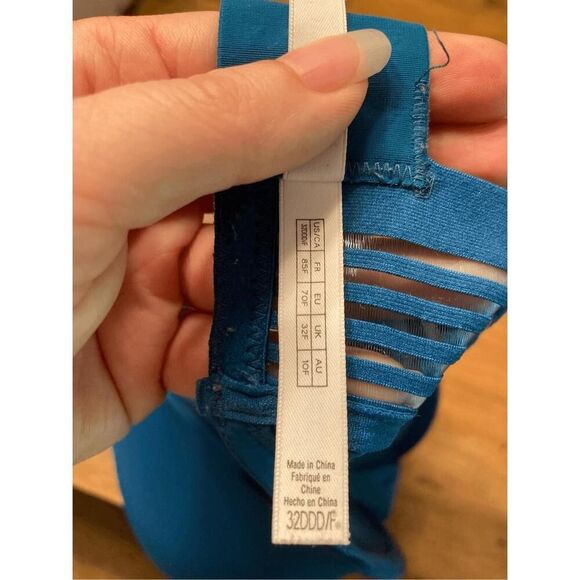 US/CA FR EU UK AU
32DDD/F 85F 70F 32F 10F
Made in China
Fabriqué en
Chine
Hecho en China
32DDD/F®